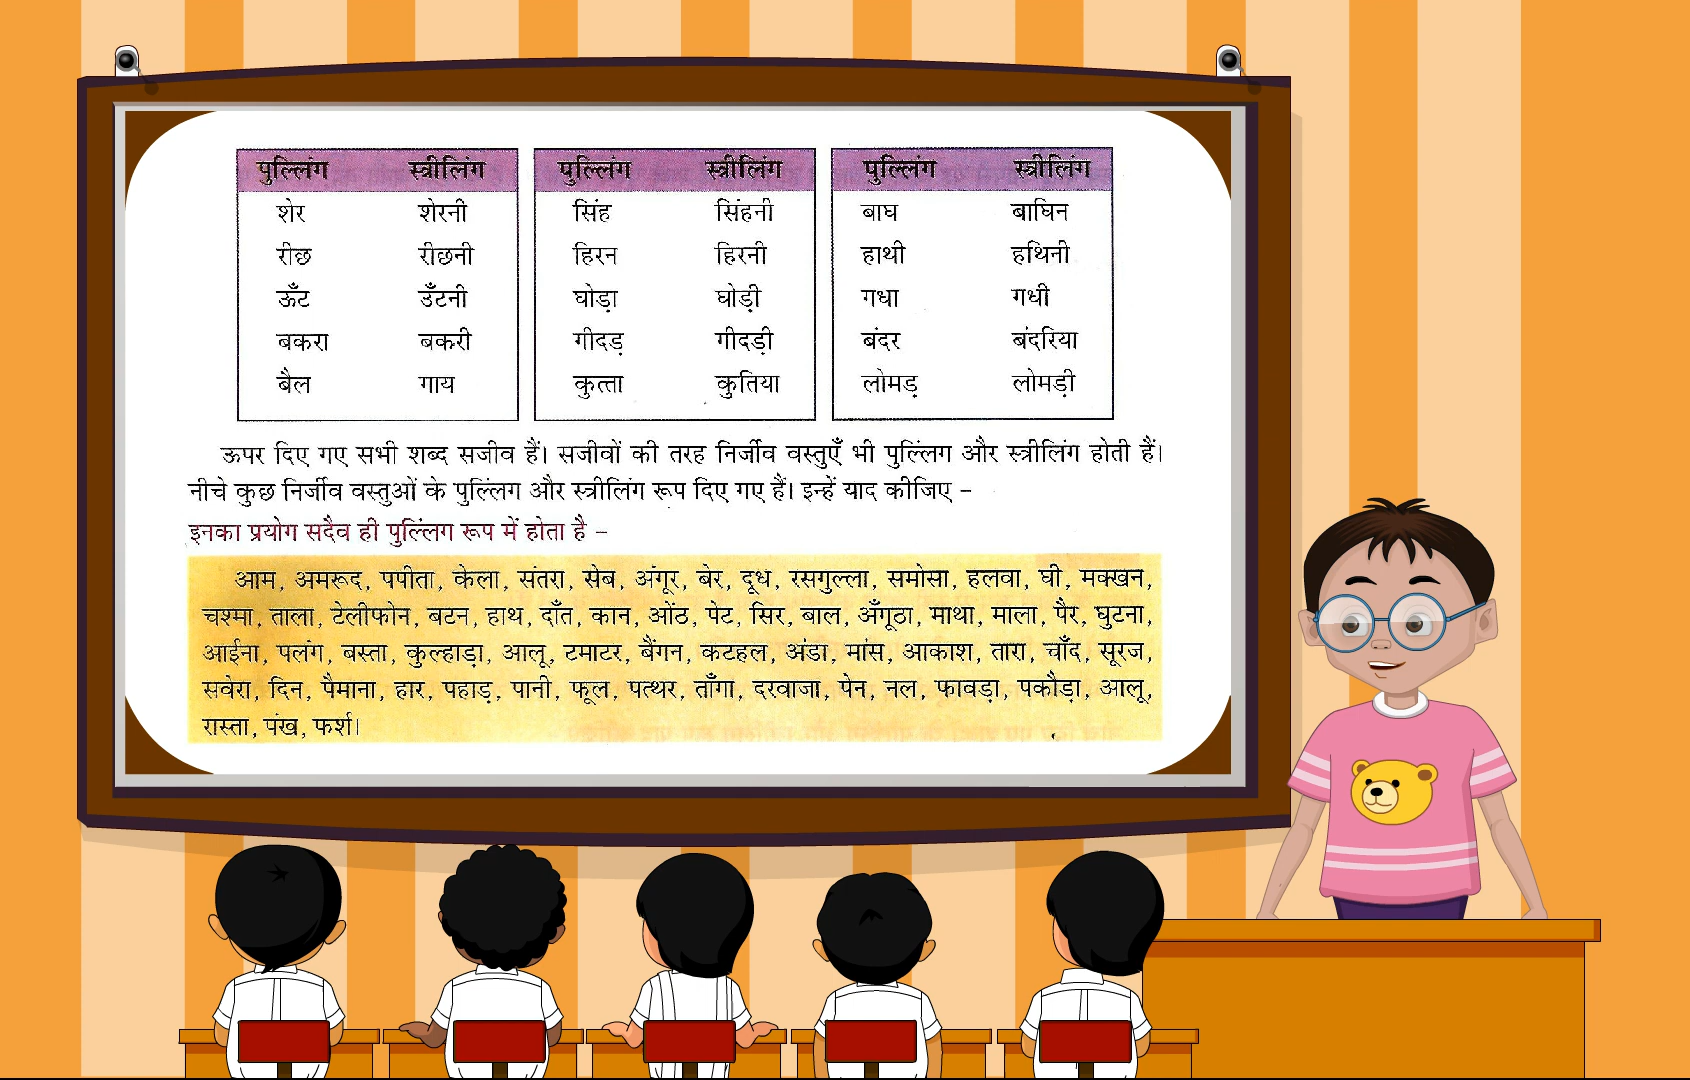 पुल्लिंग स्त्रीलिंग पुल्लिंग स्त्रीलिंग पुल्लिंग स्त्रीलिंग
शेर शेरनी सिंह सिंहनी बाघ बाघिन
रीछ रीछनी हिरन हिरनी हाथी हथिनी
ऊँट उँटनी घोड़ा घोड़ी गधा गधी
बकरा बकरी गीदड़ गीदड़ी बंदर बंदरिया
बैल गाय कुत्ता कुतिया लोमड़ लोमड़ी
ऊपर दिए गए सभी शब्द सजीव हैं। सजीवों की तरह निर्जीव वस्तुएँ भी पुल्लिंग और स्त्रीलिंग होती हैं।
नीचे कुछ निर्जीव वस्तुओं के पुल्लिंग और स्त्रीलिंग रूप दिए गए हैं। इन्हें याद कीजिए –
इनका प्रयोग सदैव ही पुल्लिंग रूप में होता है –
आम, अमरूद, पपीता, केला, संतरा, सेब, अंगूर, बेर, दूध, रसगुल्ला, समोसा, हलवा, घी, मक्खन,
चश्मा, ताला, टेलीफोन, बटन, हाथ, दाँत, कान, ओंठ, पेट, सिर, बाल, अँगूठा, माथा, माला, पैर, घुटना,
आईना, पलंग, बस्ता, कुल्हाड़ा, आलू, टमाटर, बैंगन, कटहल, अंडा, मांस, आकाश, तारा, चाँद, सूरज,
सवेरा, दिन, पैमाना, हार, पहाड़, पानी, फूल, पत्थर, ताँगा, दरवाजा, पेन, नल, फावड़ा, पकौड़ा, आलू,
रास्ता, पंख, फर्श।